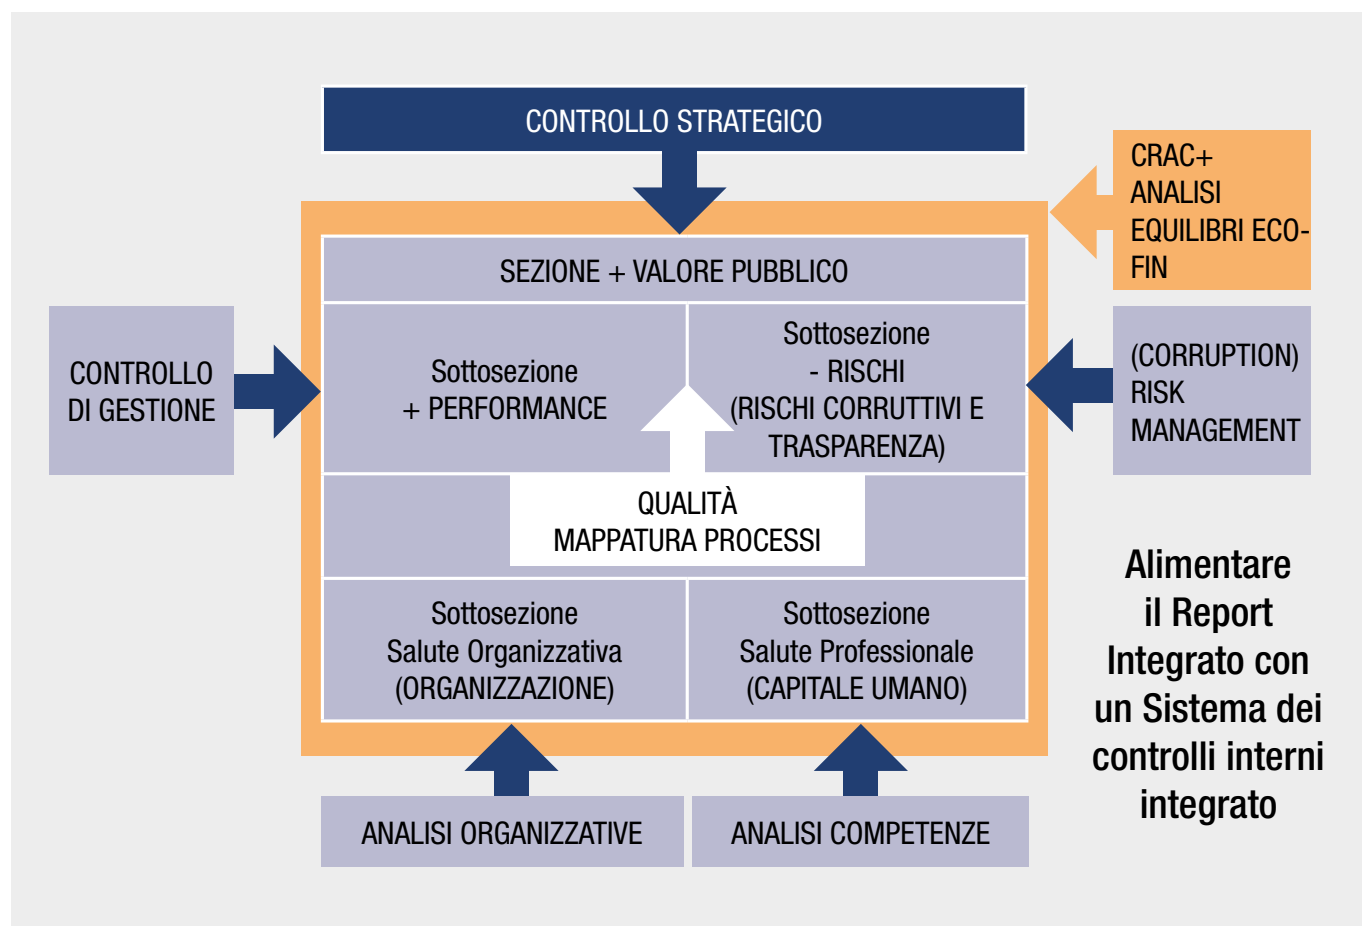 CONTROLLO STRATEGICO
CRAC+
ANALISI
EQUILIBRI ECO-
FIN
SEZIONE + VALORE PUBBLICO
CONTROLLO
DI GESTIONE
Sottosezione
+ PERFORMANCE
Sottosezione
- RISCHI
(RISCHI CORRUTTIVI E
TRASPARENZA)
(CORRUPTION)
RISK
MANAGEMENT
QUALITÀ
MAPPATURA PROCESSI
Sottosezione
Salute Organizzativa
(ORGANIZZAZIONE)
Sottosezione
Salute Professionale
(CAPITALE UMANO)
Alimentare
il Report
Integrato con
un Sistema dei
controlli interni
integrato
ANALISI ORGANIZZATIVE
ANALISI COMPETENZE